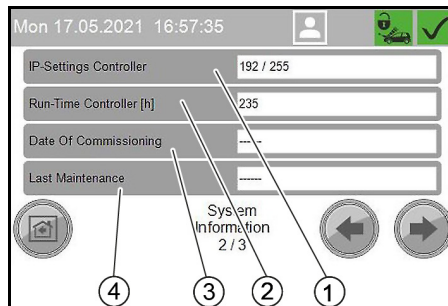 Mon 17.05.2021 16:57:35
IP-Settings Controller 192 / 255
Run-Time Controller [h] 235
Date Of Commissioning ------
Last Maintenance ------
System
Information
2 / 3
4 3 2 1